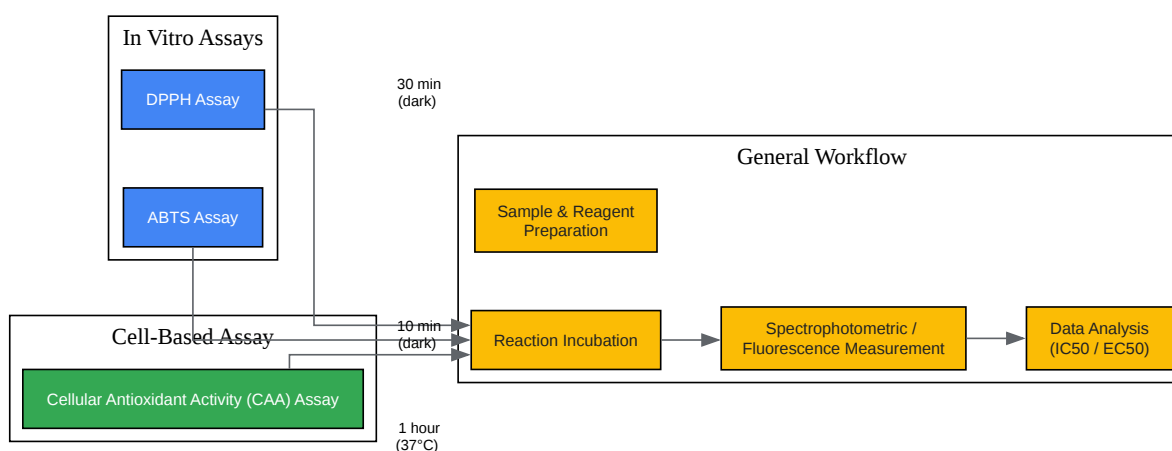 In Vitro Assays
DPPH Assay
ABTS Assay
Cell-Based Assay
Cellular Antioxidant Activity (CAA) Assay
30 min
(dark)
10 min
(dark)
1 hour
(37°C)
General Workflow
Sample & Reagent
Preparation
Reaction Incubation
Spectrophotometric /
Fluorescence Measurement
Data Analysis
(IC50 / EC50)